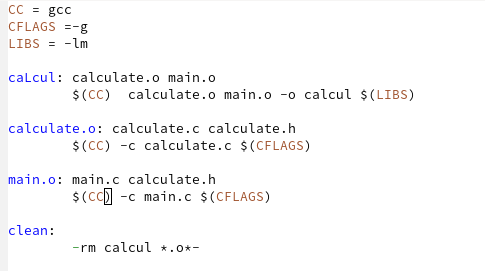 CC = gcc
CFLAGS =-g
LIBS = -lm
caLcul: calculate.o main.o
$(CC)  calculate.o main.o -o calcul $(LIBS)
calculate.o: calculate.c calculate.h
$(CC) -c calculate.c $(CFLAGS)
main.o: main.c calculate.h
$(CC) -c main.c $(CFLAGS)
clean:
-rm calcul *.o*~